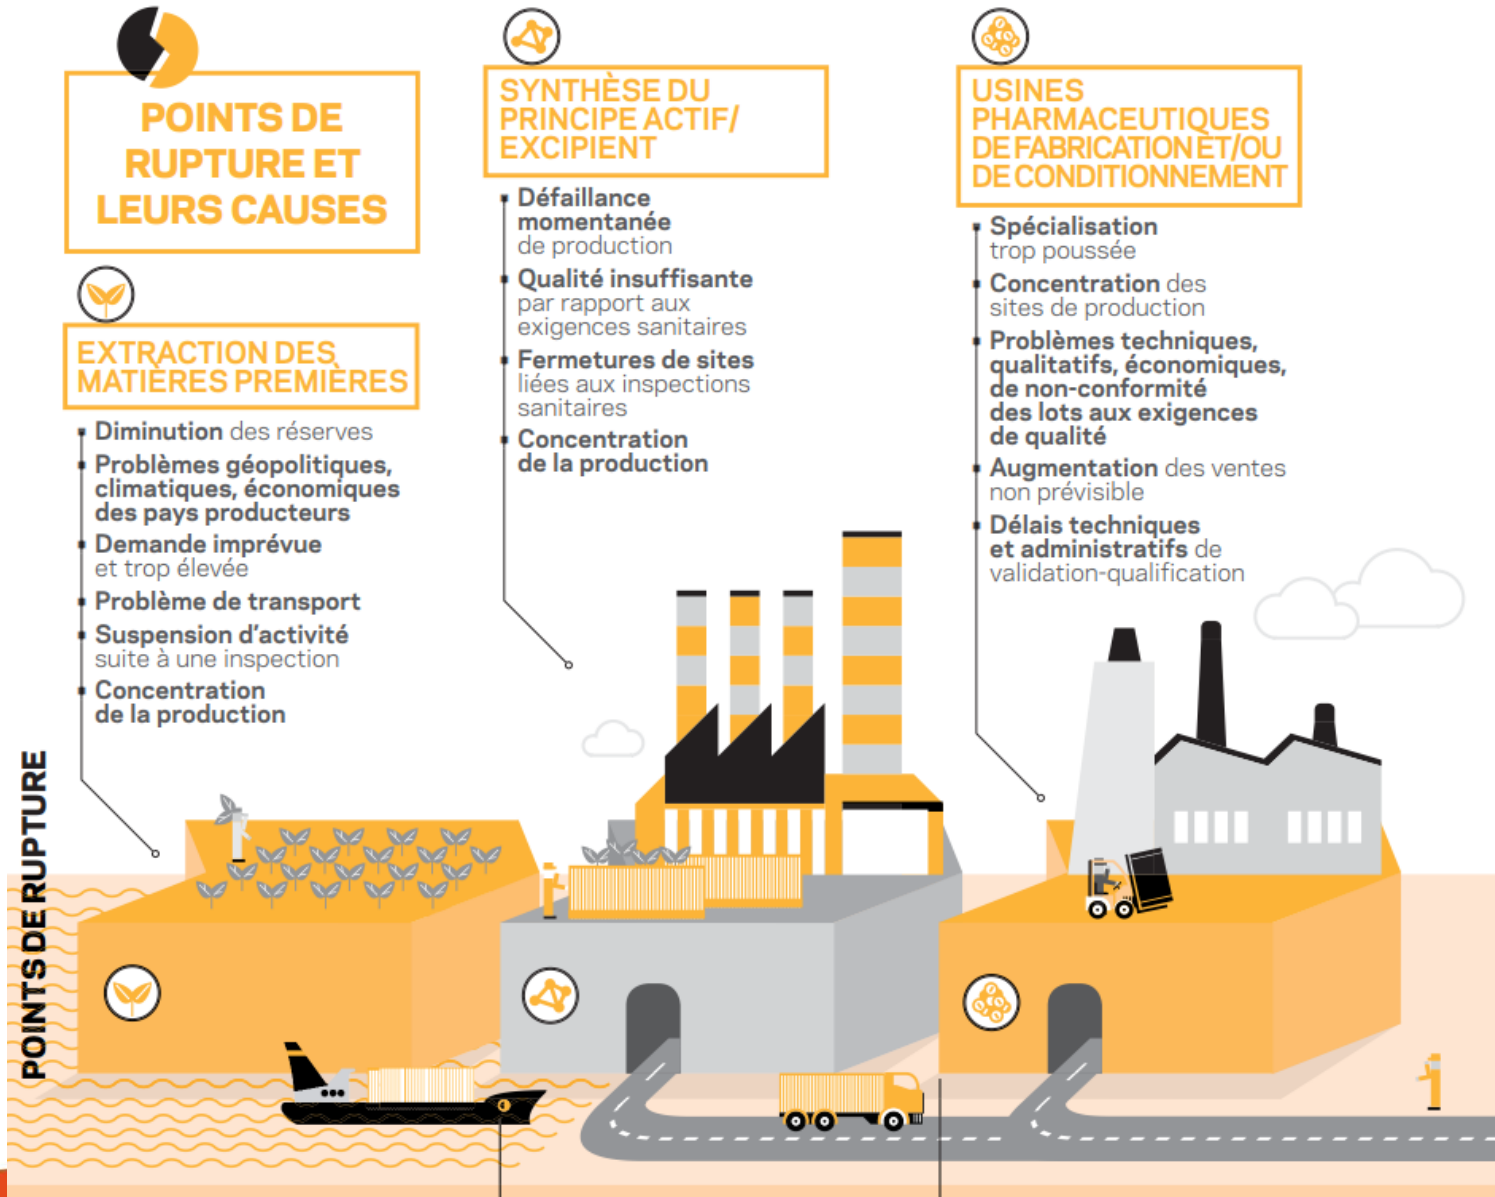 POINTS DE
RUPTURE ET
LEURS CAUSES
EXTRACTION DES
MATIÈRES PREMIÈRES
Diminution des réserves
Problèmes géopolitiques,
climatiques, économiques
des pays producteurs
Demande imprévue
et trop élevée
Problème de transport
Suspension d'activité
suite à une inspection
Concentration
de la production
SYNTHÈSE DU
PRINCIPE ACTIF/
EXCIPIENT
Défaillance
momentanée
de production
Qualité insuffisante
par rapport aux
exigences sanitaires
Fermetures de sites
liées aux inspections
sanitaires
Concentration
de la production
USINES
PHARMACEUTIQUES
DE FABRICATION ET/OU
DE CONDITIONNEMENT
Spécialisation
trop poussée
Concentration des
sites de production
Problèmes techniques,
qualitatifs, économiques,
de non-conformité
des lots aux exigences
de qualité
Augmentation des ventes
non prévisible
Délais techniques
et administratifs de
validation-qualification
POINTS DE RUPTURE